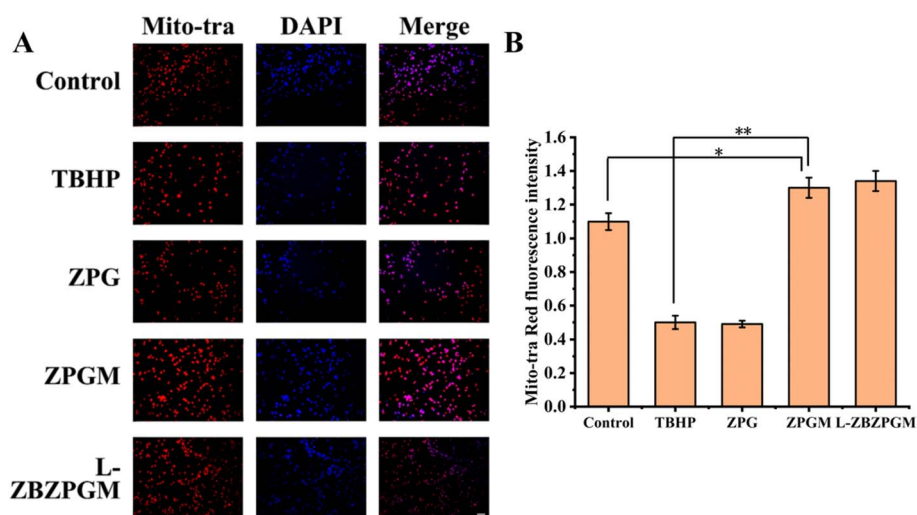 A
Mito-tra DAPI Merge
Control
TBHP
ZPG
ZPGM
L-
ZBZPGM
B
**
*
Mito-tra Red fluorescence intensity
1.6
1.4
1.2
1.0
0.8
0.6
0.4
0.2
0.0
Control TBHP ZPG ZPGM L-ZBZPGM